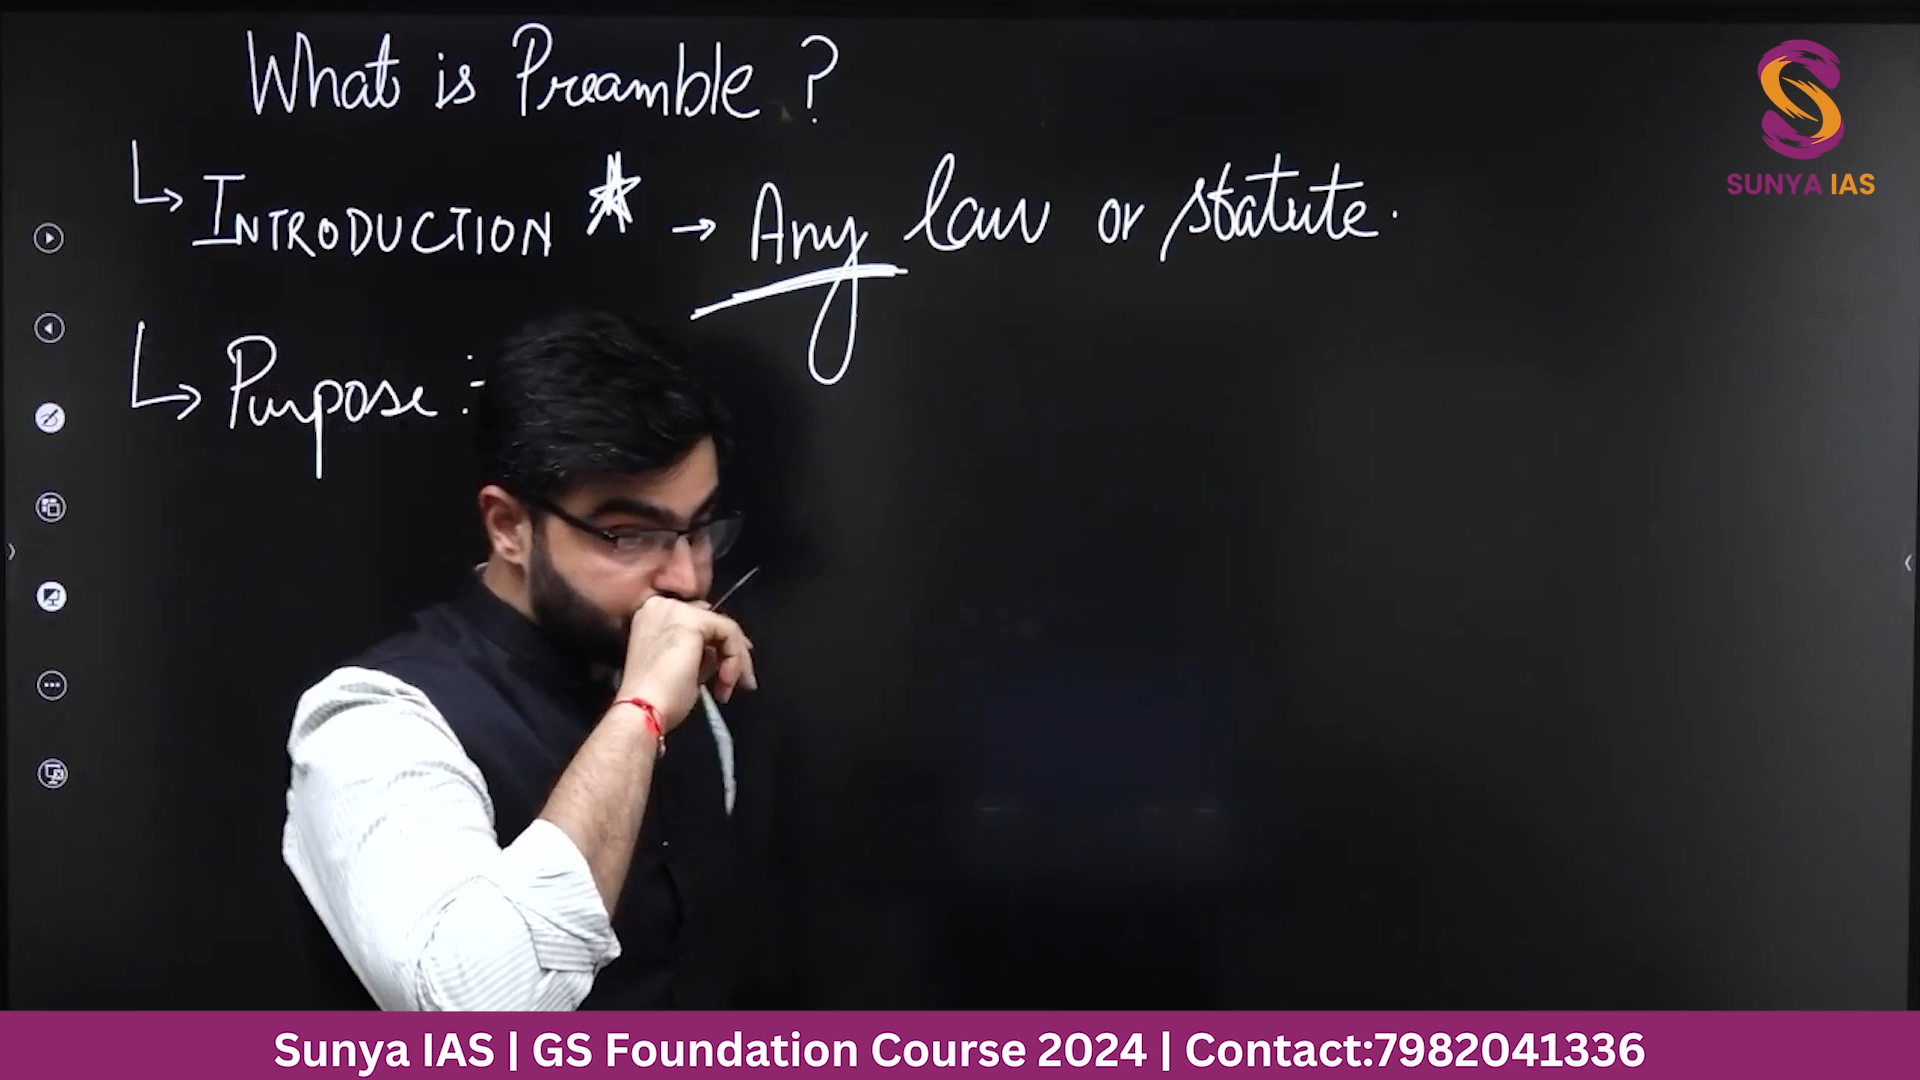 What is Preamble ?
↳ INTRODUCTION ☆ → Any law or statute.
↳ Purpose :-
SUNYA IAS
Sunya IAS | GS Foundation Course 2024 | Contact:7982041336